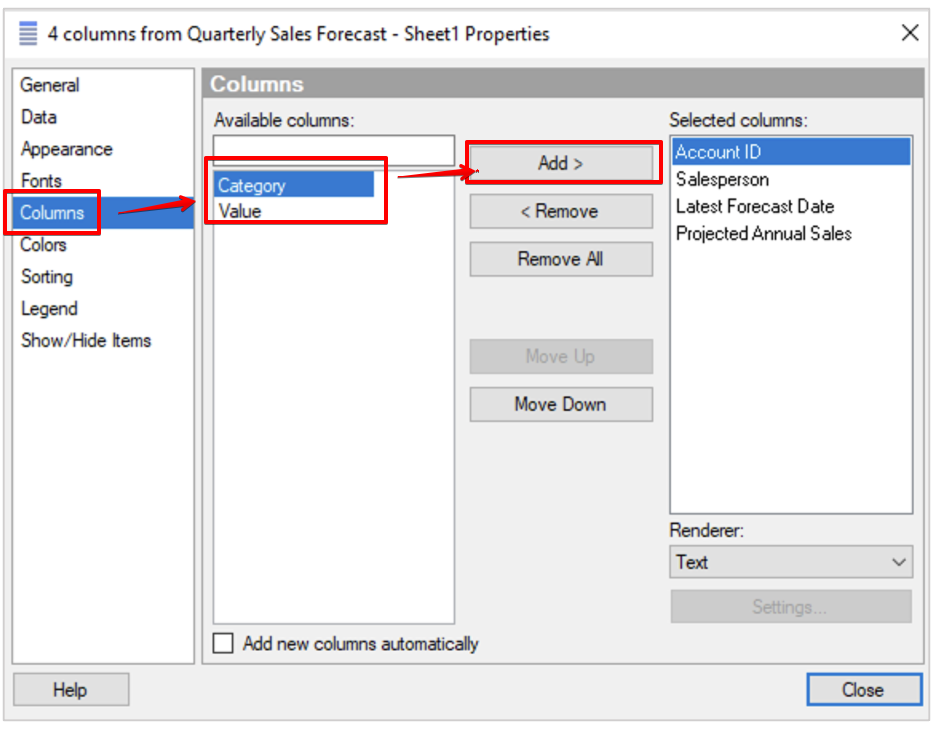 4 columns from Quarterly Sales Forecast - Sheet1 Properties
General
Data
Appearance
Fonts
Columns
Colors
Sorting
Legend
Show/Hide Items
Columns
Available columns:
Category
Value
Add >
< Remove
Remove All
Move Up
Move Down
Selected columns:
Account ID
Salesperson
Latest Forecast Date
Projected Annual Sales
Renderer:
Text
Settings...
Add new columns automatically
Help
Close